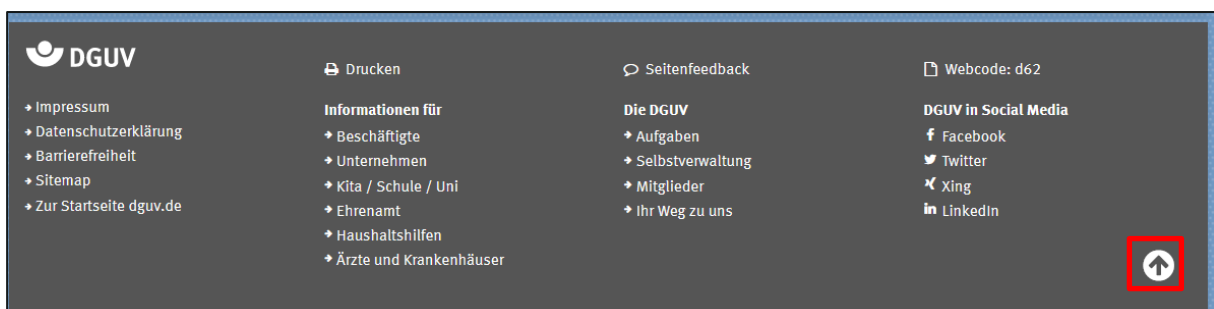 DGUV
Impressum
Datenschutzerklärung
Barrierefreiheit
Sitemap
Zur Startseite dguv.de
Drucken
Informationen für
Beschäftigte
Unternehmen
Kita / Schule / Uni
Ehrenamt
Haushaltshilfen
Ärzte und Krankenhäuser
Seitenfeedback
Die DGUV
Aufgaben
Selbstverwaltung
Mitglieder
Ihr Weg zu uns
Webcode: d62
DGUV in Social Media
Facebook
Twitter
Xing
LinkedIn